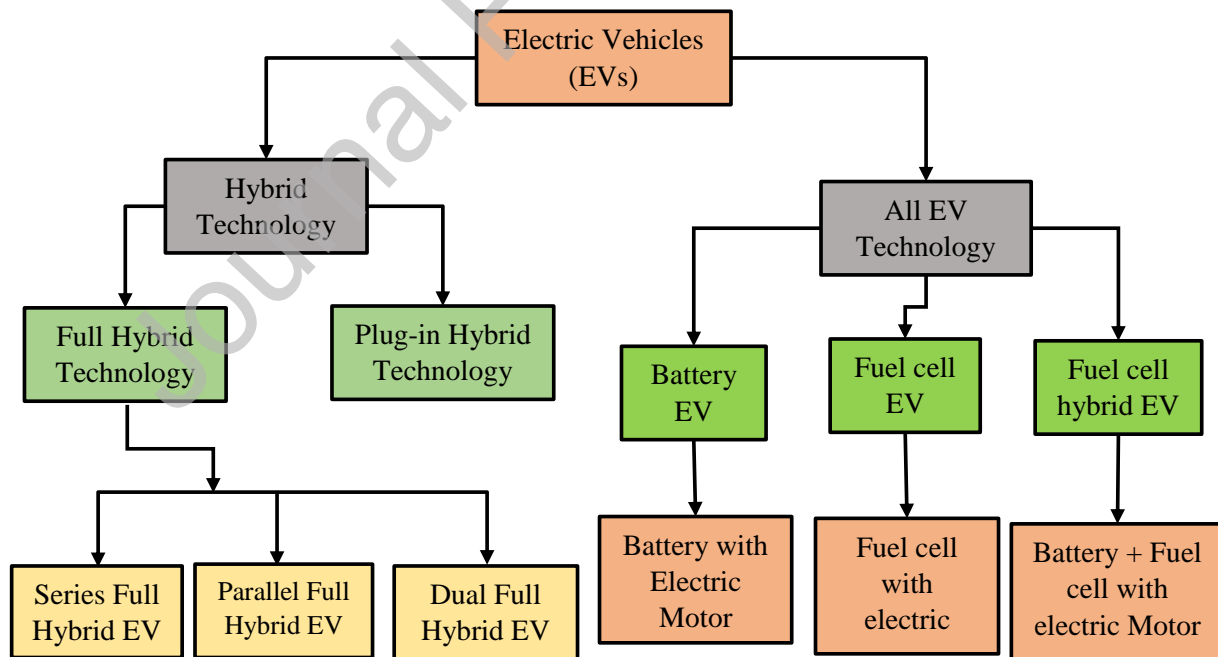 Electric Vehicles
(EVs)
Hybrid
Technology
All EV
Technology
Full Hybrid
Technology
Plug-in Hybrid
Technology
Battery
EV
Fuel cell
EV
Fuel cell
hybrid EV
Series Full
Hybrid EV
Parallel Full
Hybrid EV
Dual Full
Hybrid EV
Battery with
Electric
Motor
Fuel cell
with
electric
Battery + Fuel
cell with
electric Motor
Journal